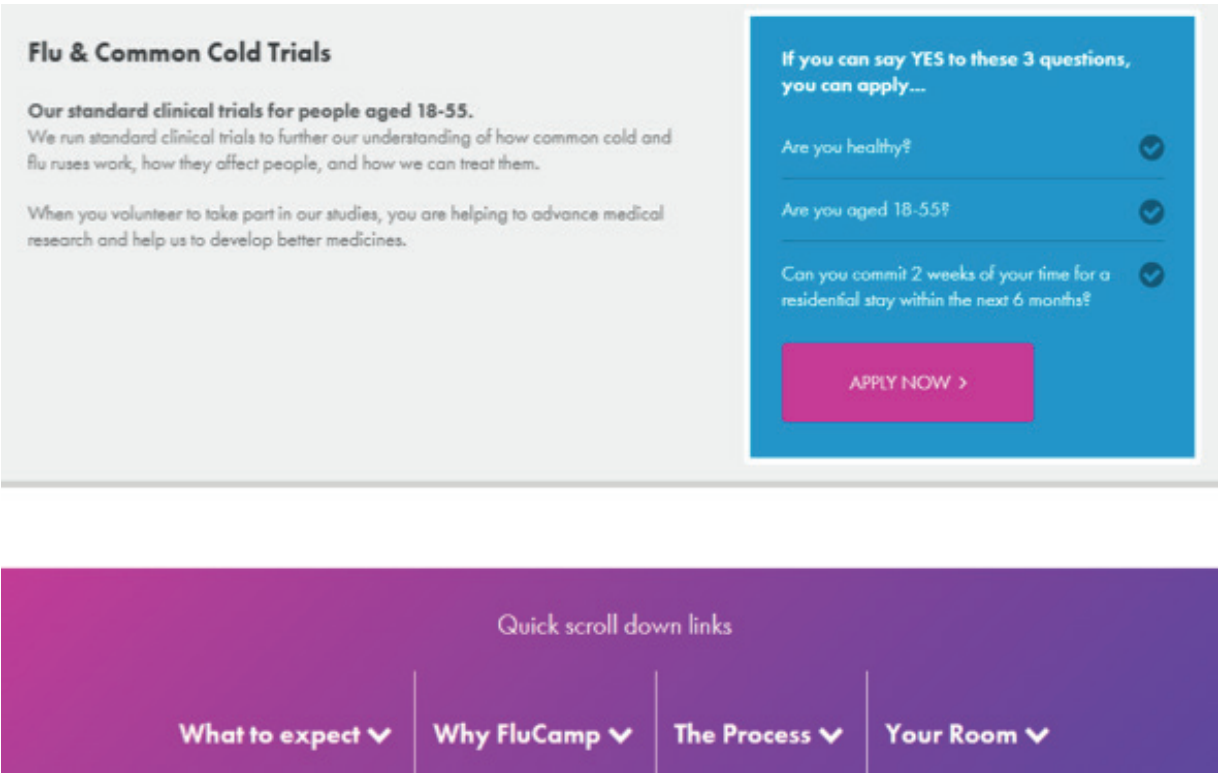 Flu & Common Cold Trials
Our standard clinical trials for people aged 18-55.
We run standard clinical trials to further our understanding of how common cold and
flu ruses work, how they affect people, and how we can treat them.
When you volunteer to take part in our studies, you are helping to advance medical
research and help us to develop better medicines.
If you can say YES to these 3 questions,
you can apply...
Are you healthy?
Are you aged 18-55?
Can you commit 2 weeks of your time for a
residential stay within the next 6 months?
APPLY NOW >
Quick scroll down links
What to expect
Why FluCamp
The Process
Your Room